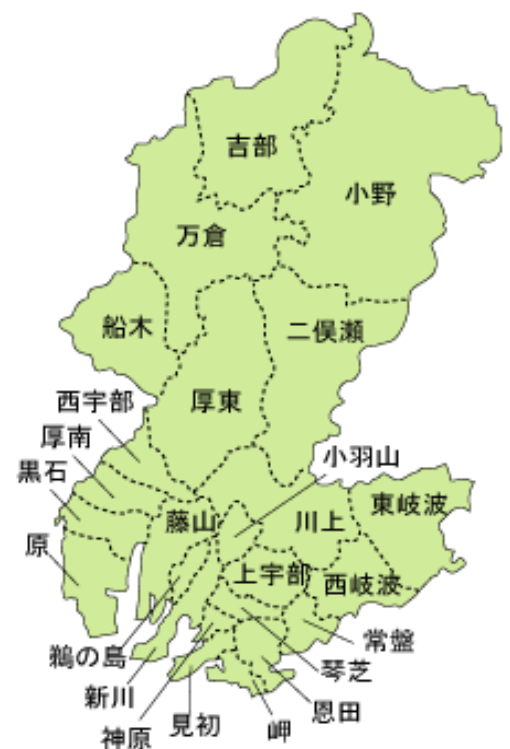 吉部
小野
万倉
船木
二俣瀬
厚東
西宇部
厚南
黒石
原
小羽山
藤山
川上
東岐波
上宇部
西岐波
鵜の島
新川
神原
見初
岬
恩田
琴芝
常盤